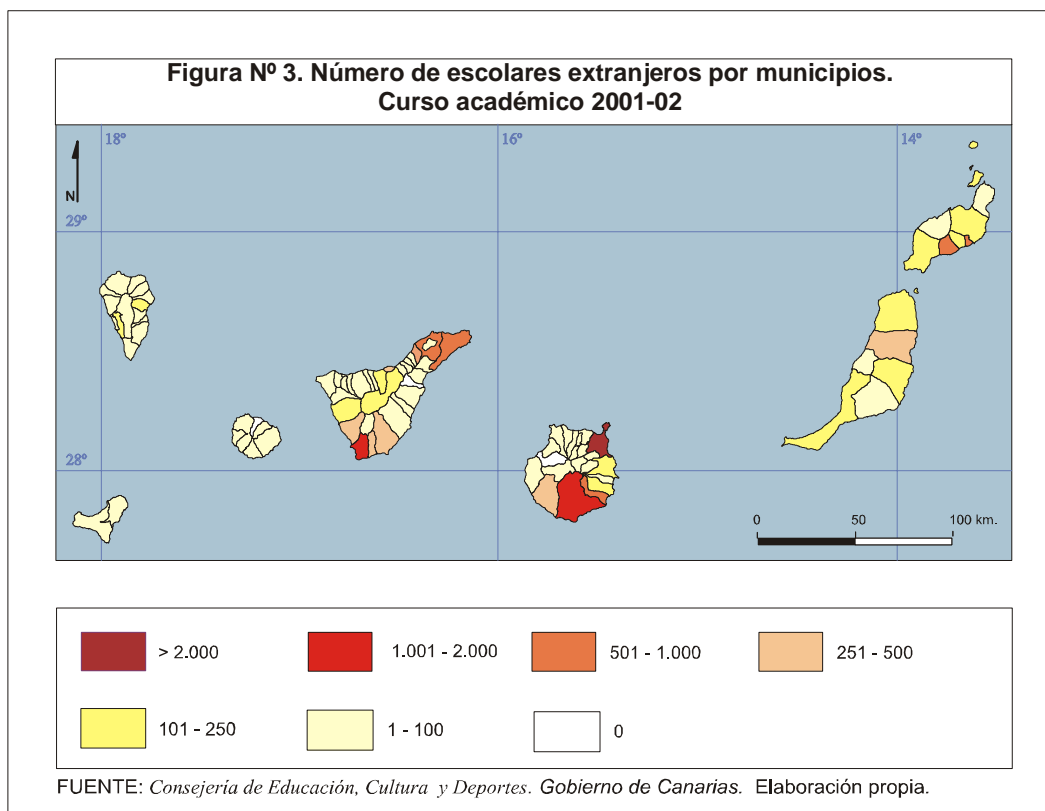 Figura Nº 3. Número de escolares extranjeros por municipios.
Curso académico 2001-02
18º
16º
14º
N
29º
28º
0 50 100 km.
> 2.000
1.001 - 2.000
501 - 1.000
251 - 500
101 - 250
1 - 100
0
FUENTE: Consejería de Educación, Cultura y Deportes. Gobierno de Canarias. Elaboración propia.